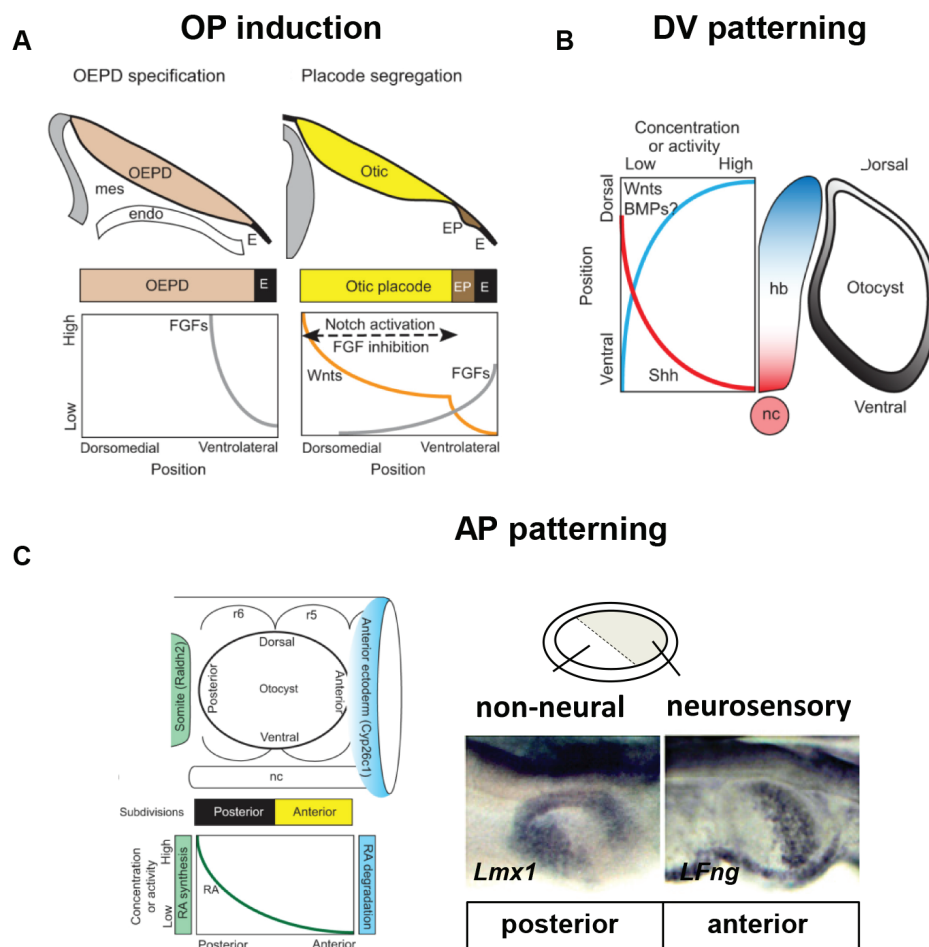 OP induction
A
OEPD specification
Placode segregation
OEPD
mes
endo
E
Otic
EP
E
OEPD
E
Otic placode
EP
E
High
Low
FGFs
Dorsomedial
Ventrolateral
Position
Notch activation
FGF inhibition
Wnts
FGFs
Dorsomedial
Ventrolateral
Position
DV patterning
B
Concentration
or activity
Low
High
Dorsal
Position
Ventral
Wnts
BMPs?
Shh
hb
nc
Dorsal
Otocyst
Ventral
AP patterning
C
r6
r5
Somite (Raldh2)
Posterior
Dorsal
Otocyst
Ventral
Anterior
Anterior ectoderm (Cyp26c1)
nc
Subdivisions
Posterior
Anterior
Concentration
or activity
High
Low
RA synthesis
RA
RA degradation
Posterior
Anterior
non-neural
neurosensory
Lmx1
LFng
posterior
anterior